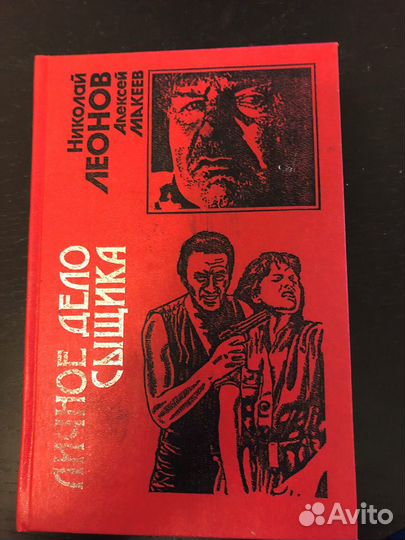 Николай
ЛЕОНОВ
Алексей
МАКЕЕВ
ЛИЧНОЕ ДЕЛО
СЫЩИКА
Avito